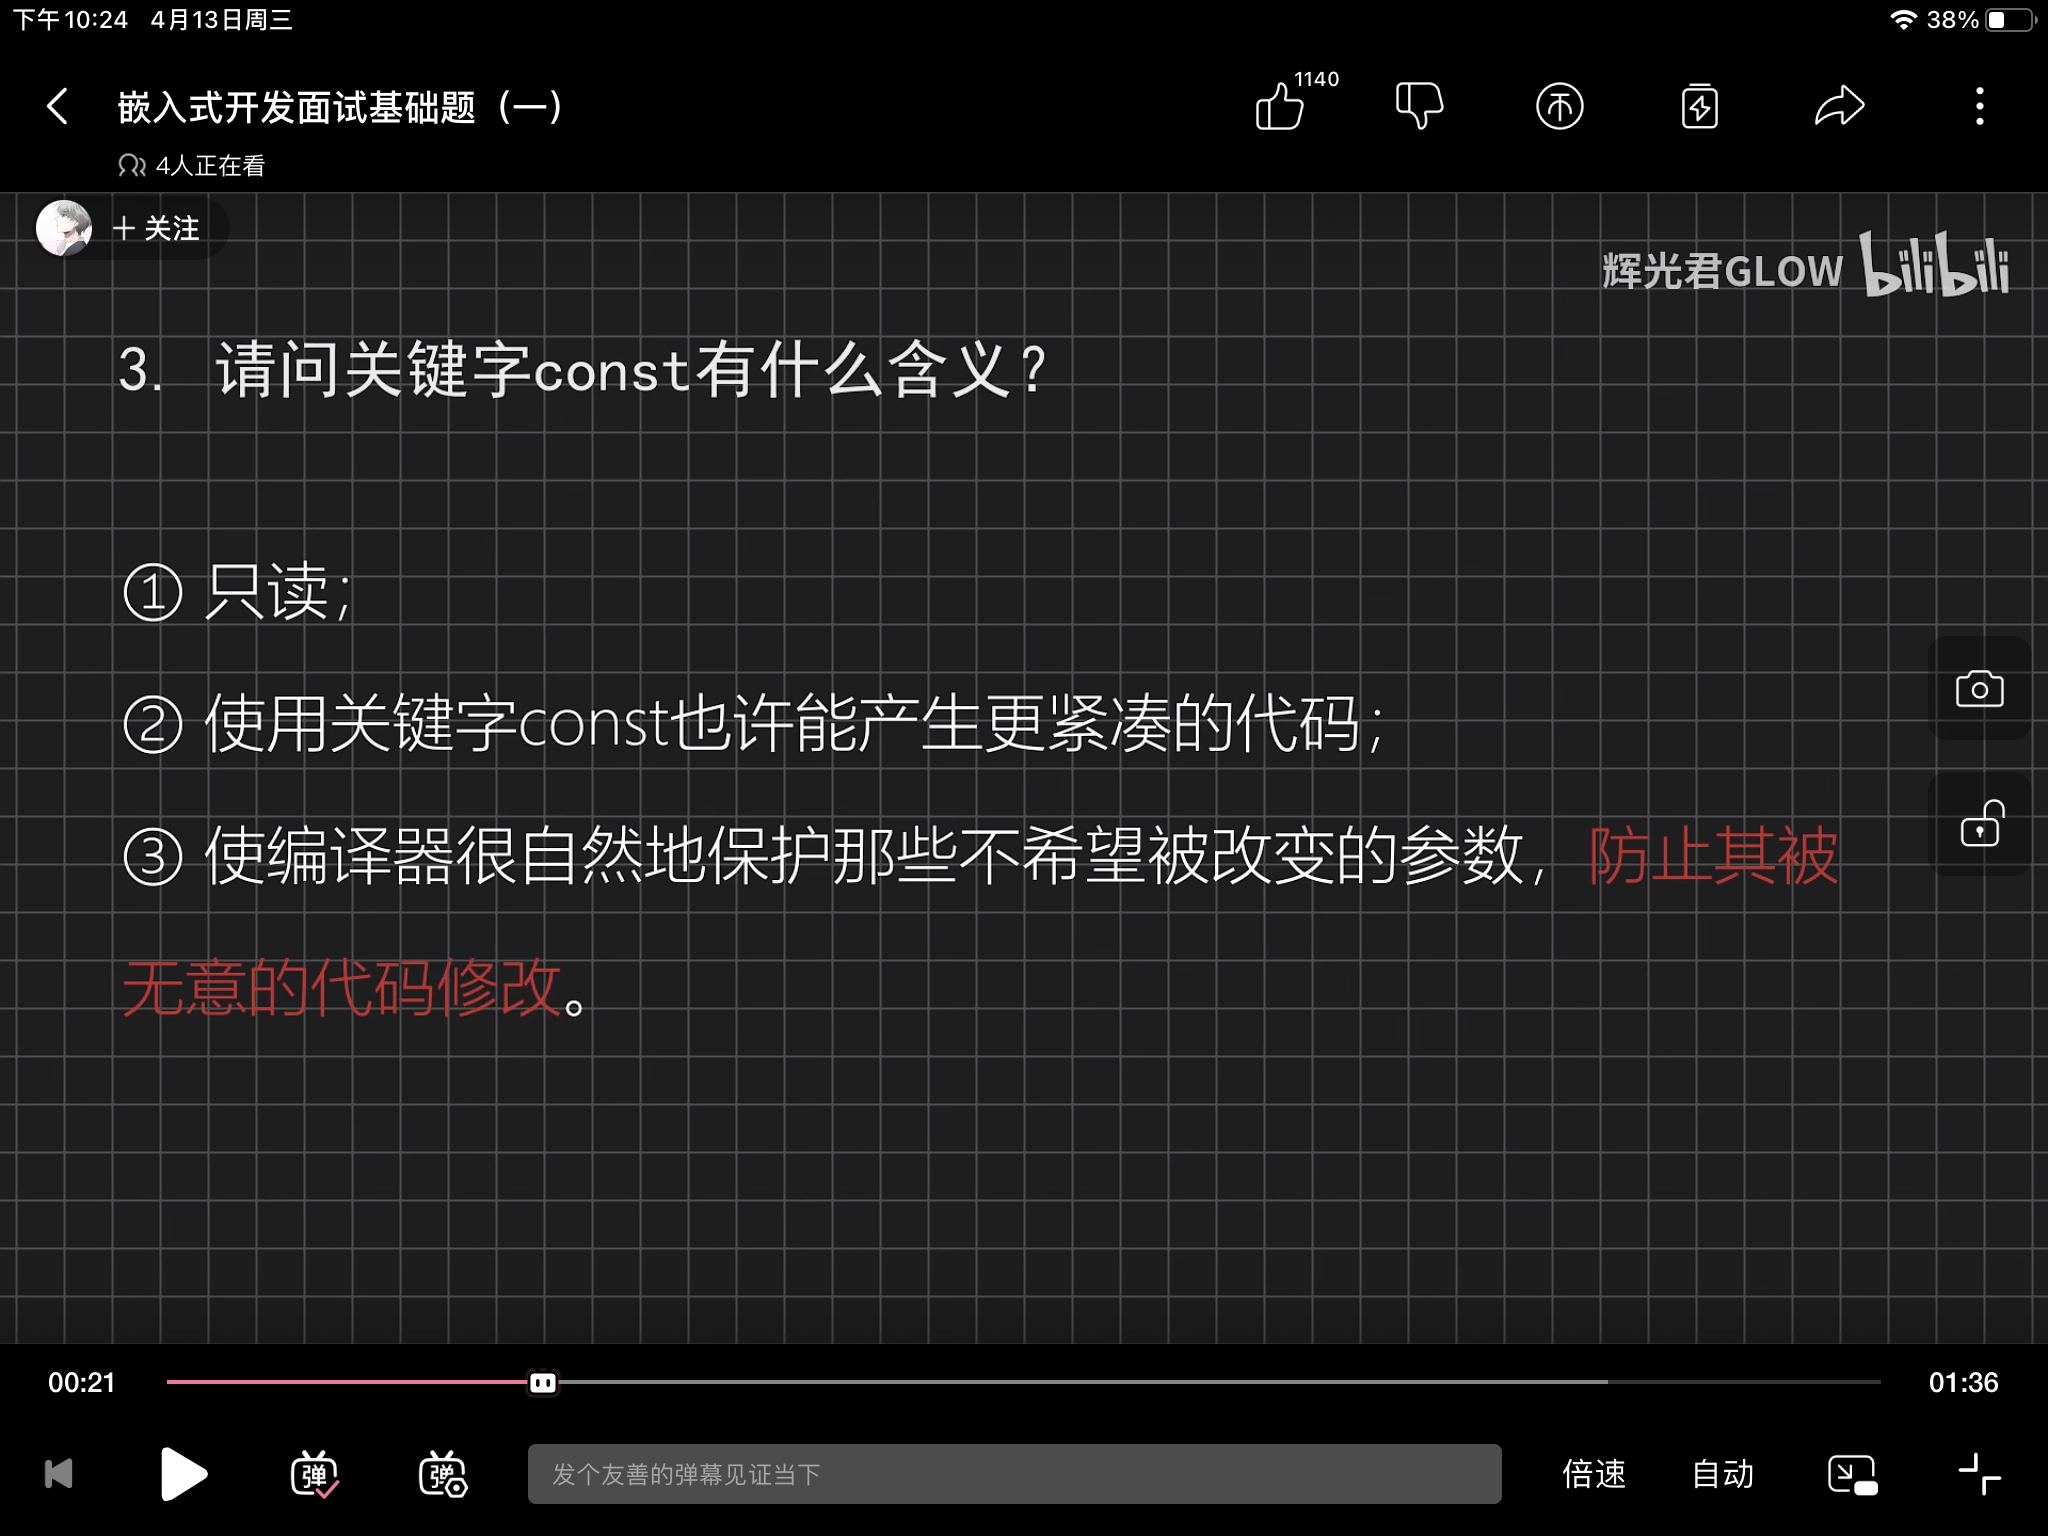 下午10:24 4月13日周三
38%
嵌入式开发面试基础题（一）
1140
4人正在看
+ 关注
辉光君GLOW bilibili
3. 请问关键字const有什么含义?
① 只读;
② 使用关键字const也许能产生更紧凑的代码;
③ 使编译器很自然地保护那些不希望被改变的参数, 防止其被
无意的代码修改。
00:21
01:36
弹
弹
发个友善的弹幕见证当下
倍速
自动